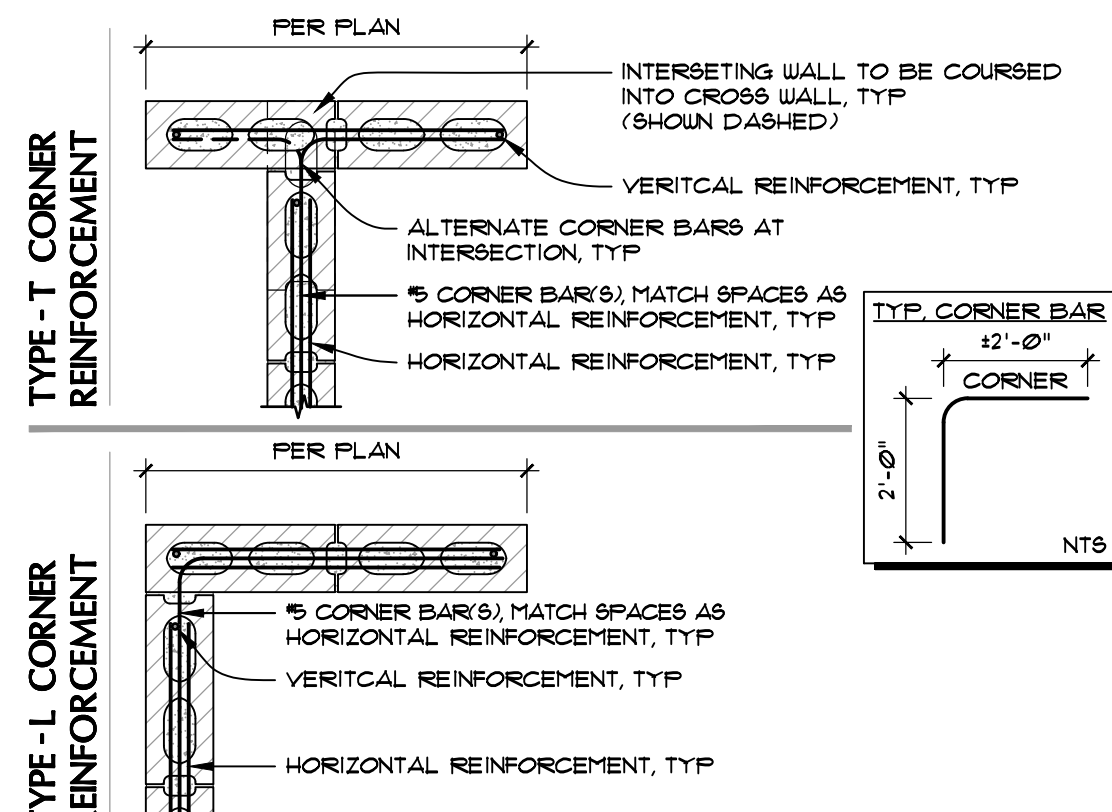 TYPE - T CORNER
REINFORCEMENT
PER PLAN
INTERSETING WALL TO BE COURSED
INTO CROSS WALL, TYP
(SHOWN DASHED)
VERITCAL REINFORCEMENT, TYP
ALTERNATE CORNER BARS AT
INTERSECTION, TYP
#5 CORNER BAR(S), MATCH SPACES AS
HORIZONTAL REINFORCEMENT, TYP
HORIZONTAL REINFORCEMENT, TYP
TYP. CORNER BAR
±2'-0"
CORNER
2'-0"
NTS
YPE - L CORNER
EINFORCEMENT
PER PLAN
#5 CORNER BAR(S), MATCH SPACES AS
HORIZONTAL REINFORCEMENT, TYP
VERITCAL REINFORCEMENT, TYP
HORIZONTAL REINFORCEMENT, TYP